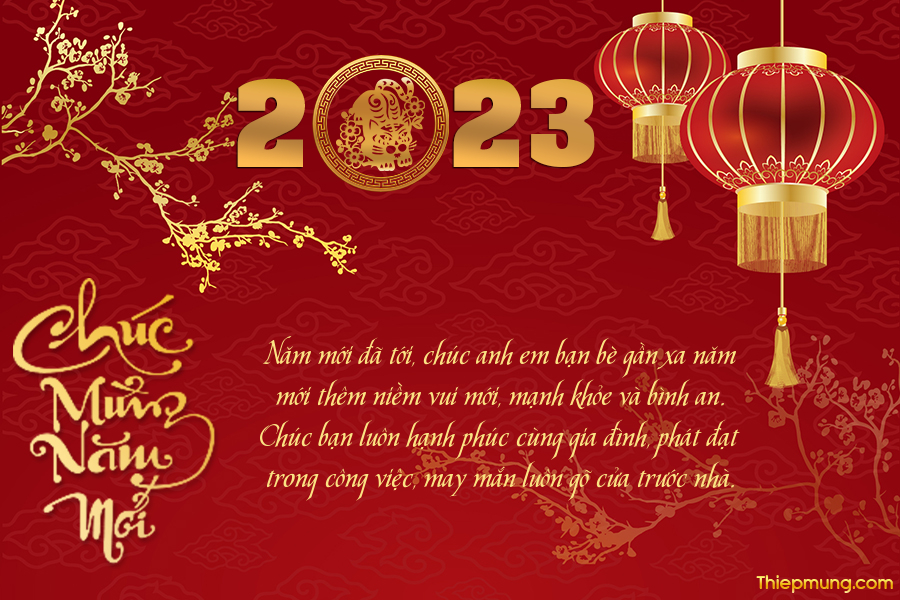 2023
Chúc
Mừng
Năm
Mới
Năm mới đã tới, chúc anh em bạn bè gần xa năm
mới thêm niềm vui mới, mạnh khỏe và bình an.
Chúc bạn luôn hạnh phúc cùng gia đình, phát đạt
trong công việc, may mắn luôn gõ cửa trước nhà.
Thiepmung.com